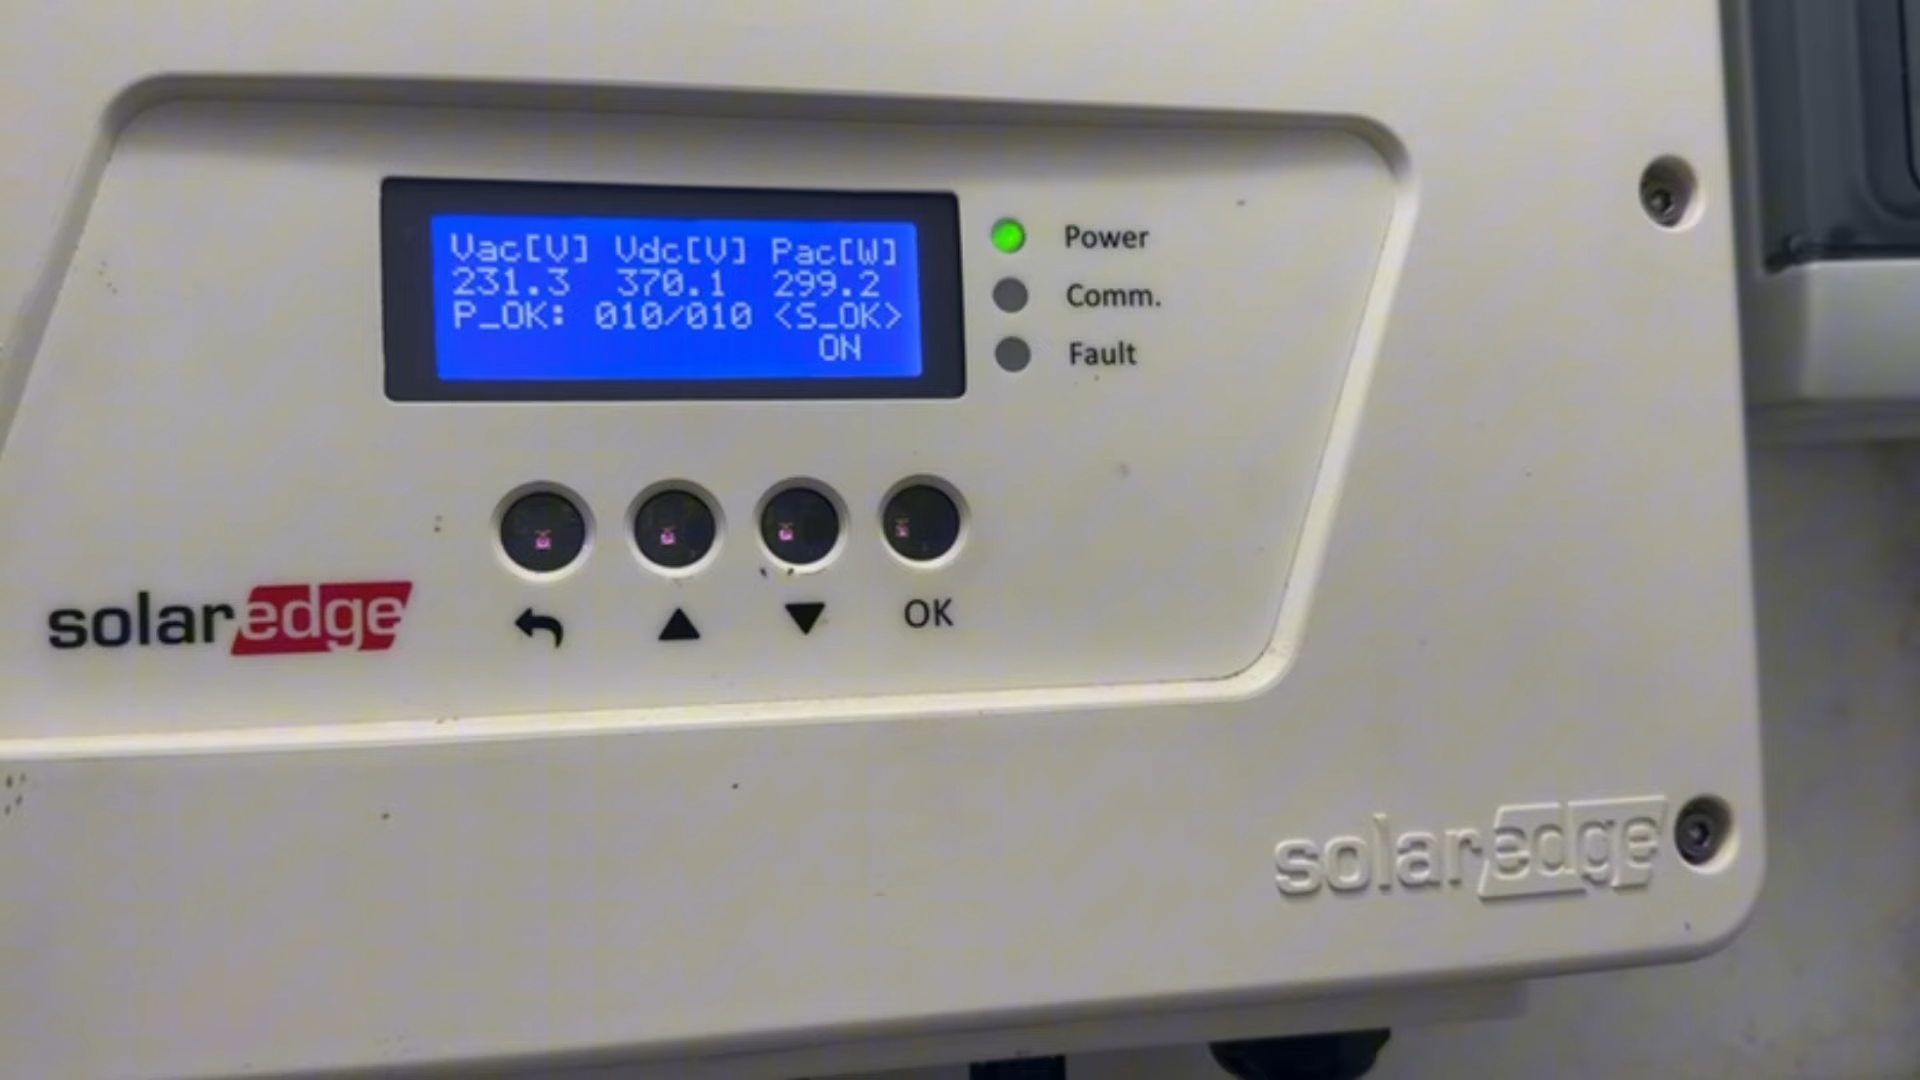 Vac[V] Vdc[V] Pac[W]
231.3 370.1 299.2
P_OK: 010/010 <S_OK>
ON
Power
Comm.
Fault
OK
solaredge
solaredge